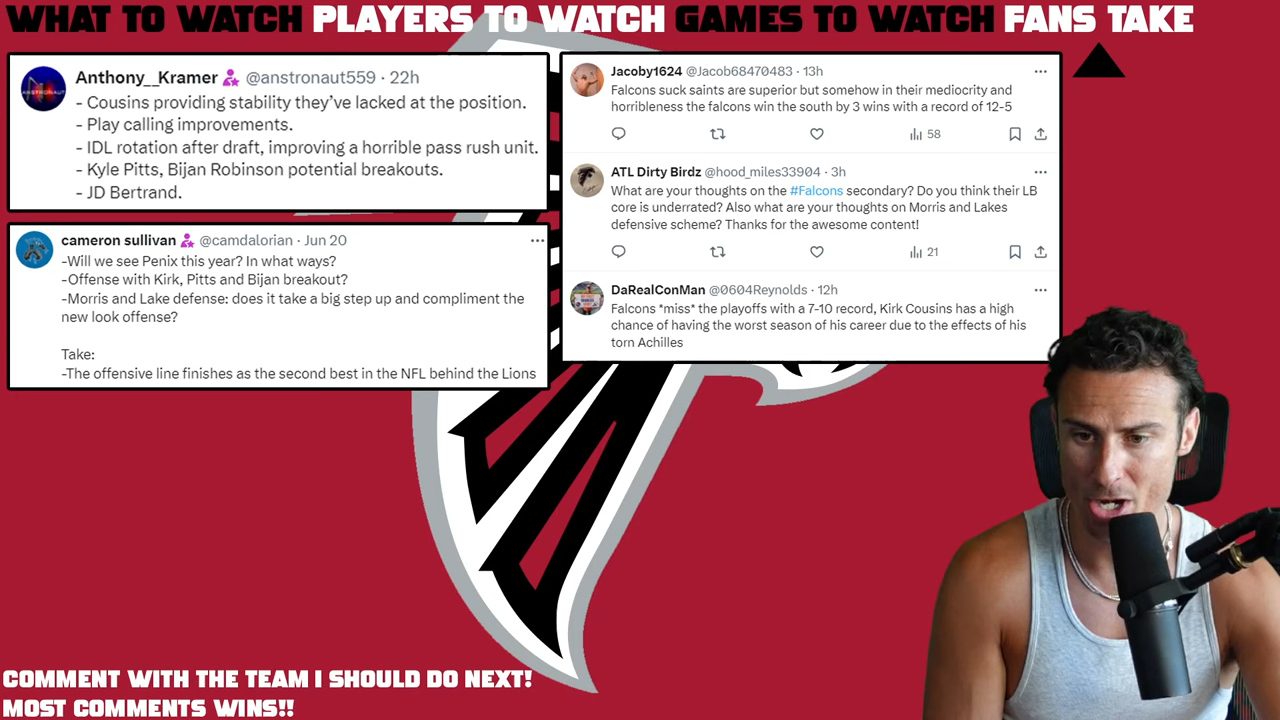 WHAT TO WATCH PLAYERS TO WATCH GAMES TO WATCH FANS TAKE
Anthony__Kramer @anstronaut559 · 22h
- Cousins providing stability they've lacked at the position.
- Play calling improvements.
- IDL rotation after draft, improving a horrible pass rush unit.
- Kyle Pitts, Bijan Robinson potential breakouts.
- JD Bertrand.
cameron sullivan @camdalorian · Jun 20
-Will we see Penix this year? In what ways?
-Offense with Kirk, Pitts and Bijan breakout?
-Morris and Lake defense: does it take a big step up and compliment the
new look offense?
Take:
-The offensive line finishes as the second best in the NFL behind the Lions
Jacoby1624 @Jacob68470483 · 13h
Falcons suck saints are superior but somehow in their mediocrity and
horribleness the falcons win the south by 3 wins with a record of 12-5
58
ATL Dirty Birdz @hood_miles33904 · 3h
What are your thoughts on the #Falcons secondary? Do you think their LB
core is underrated? Also what are your thoughts on Morris and Lakes
defensive scheme? Thanks for the awesome content!
21
DaRealConMan @0604Reynolds · 12h
Falcons *miss* the playoffs with a 7-10 record, Kirk Cousins has a high
chance of having the worst season of his career due to the effects of his
torn Achilles
COMMENT WITH THE TEAM I SHOULD DO NEXT!
MOST COMMENTS WINS!!